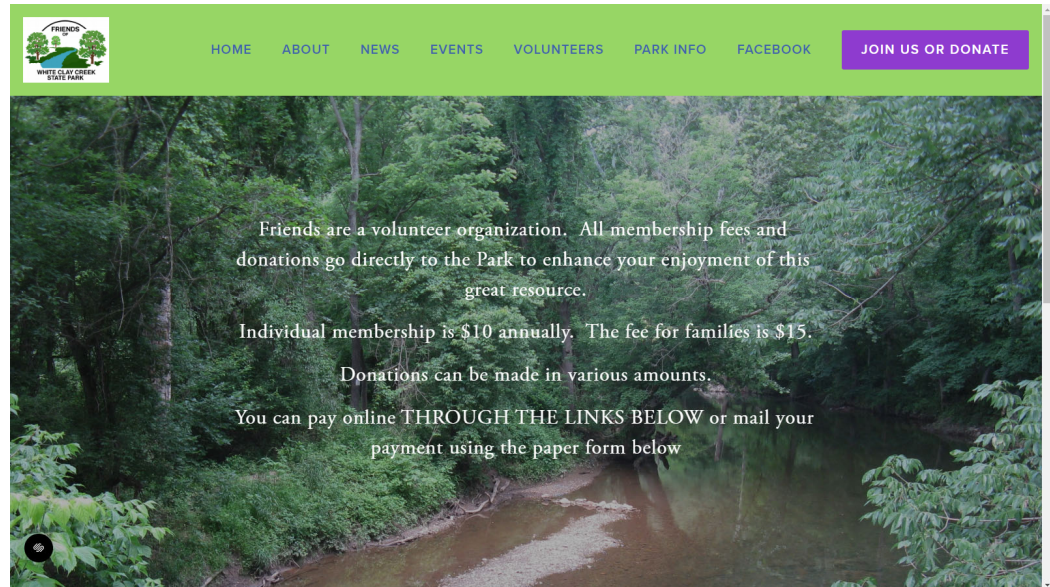 FRIENDS
OF
WHITE CLAY CREEK
STATE PARK
HOME
ABOUT
NEWS
EVENTS
VOLUNTEERS
PARK INFO
FACEBOOK
JOIN US OR DONATE
Friends are a volunteer organization.  All membership fees and
donations go directly to the Park to enhance your enjoyment of this
great resource.
Individual membership is $10 annually.  The fee for families is $15.
Donations can be made in various amounts.
You can pay online THROUGH THE LINKS BELOW or mail your
payment using the paper form below